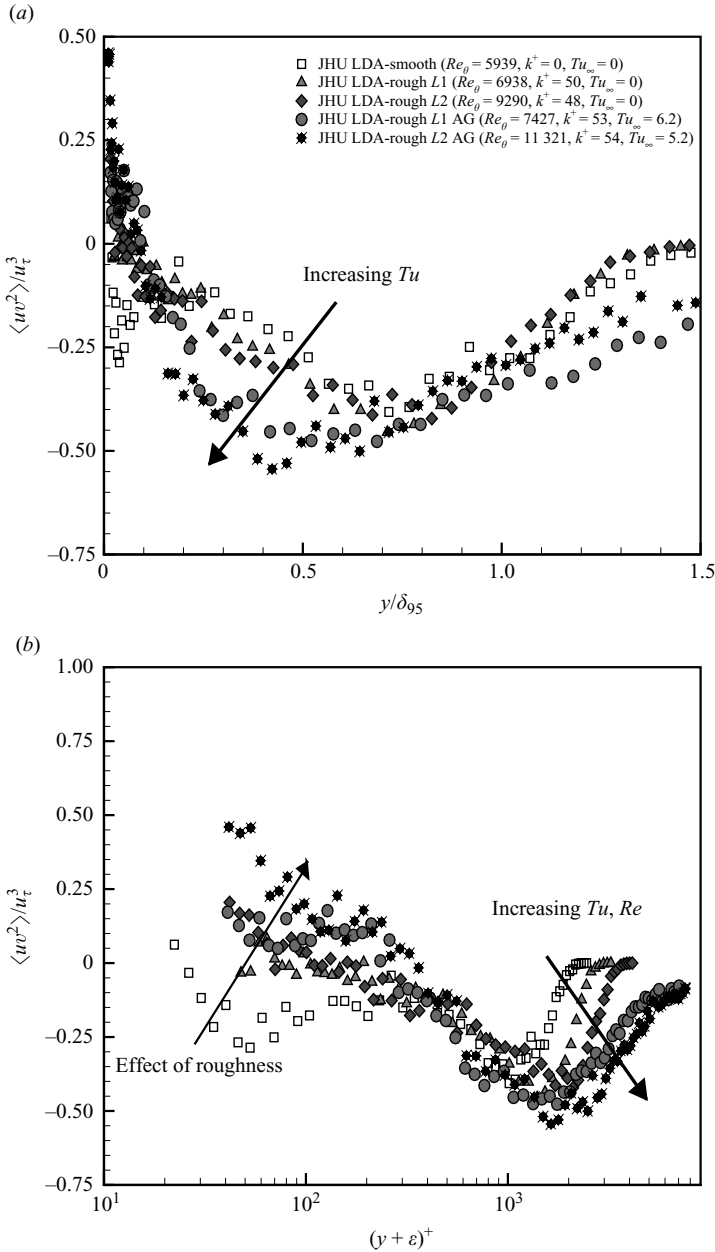 (a)
0.50
0.25
0
–0.25
–0.50
–0.75
⟨uv²⟩/u_τ³
JHU LDA-smooth (Re_θ = 5939, k⁺ = 0, Tu_∞ = 0)
JHU LDA-rough L1 (Re_θ = 6938, k⁺ = 50, Tu_∞ = 0)
JHU LDA-rough L2 (Re_θ = 9290, k⁺ = 48, Tu_∞ = 0)
JHU LDA-rough L1 AG (Re_θ = 7427, k⁺ = 53, Tu_∞ = 6.2)
JHU LDA-rough L2 AG (Re_θ = 11 321, k⁺ = 54, Tu_∞ = 5.2)
Increasing Tu
0 0.5 1.0 1.5
y/δ₉₅
(b)
1.00
0.75
0.50
0.25
0
–0.25
–0.50
–0.75
⟨uv²⟩/u_τ³
Increasing Tu, Re
Effect of roughness
10¹ 10² 10³
(y + ε)⁺